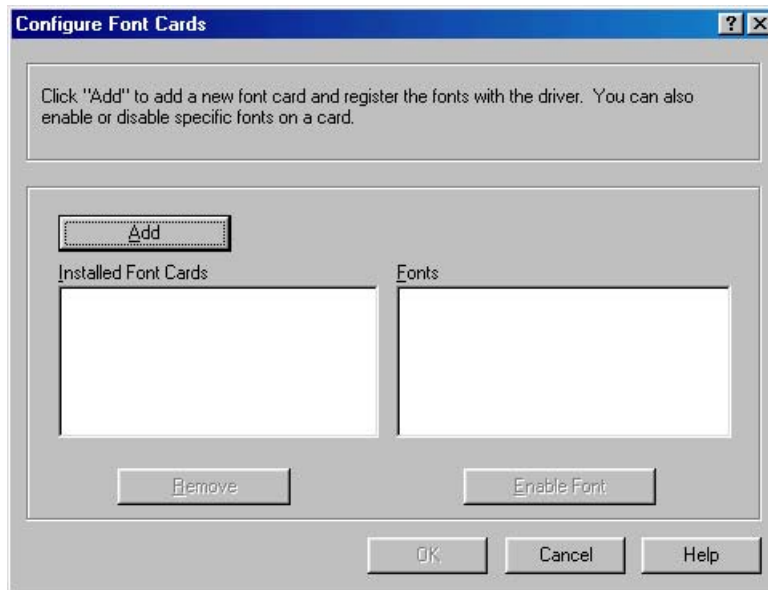 Configure Font Cards
Click "Add" to add a new font card and register the fonts with the driver.  You can also
enable or disable specific fonts on a card.
Add
Installed Font Cards
Fonts
Remove
Enable Font
OK
Cancel
Help